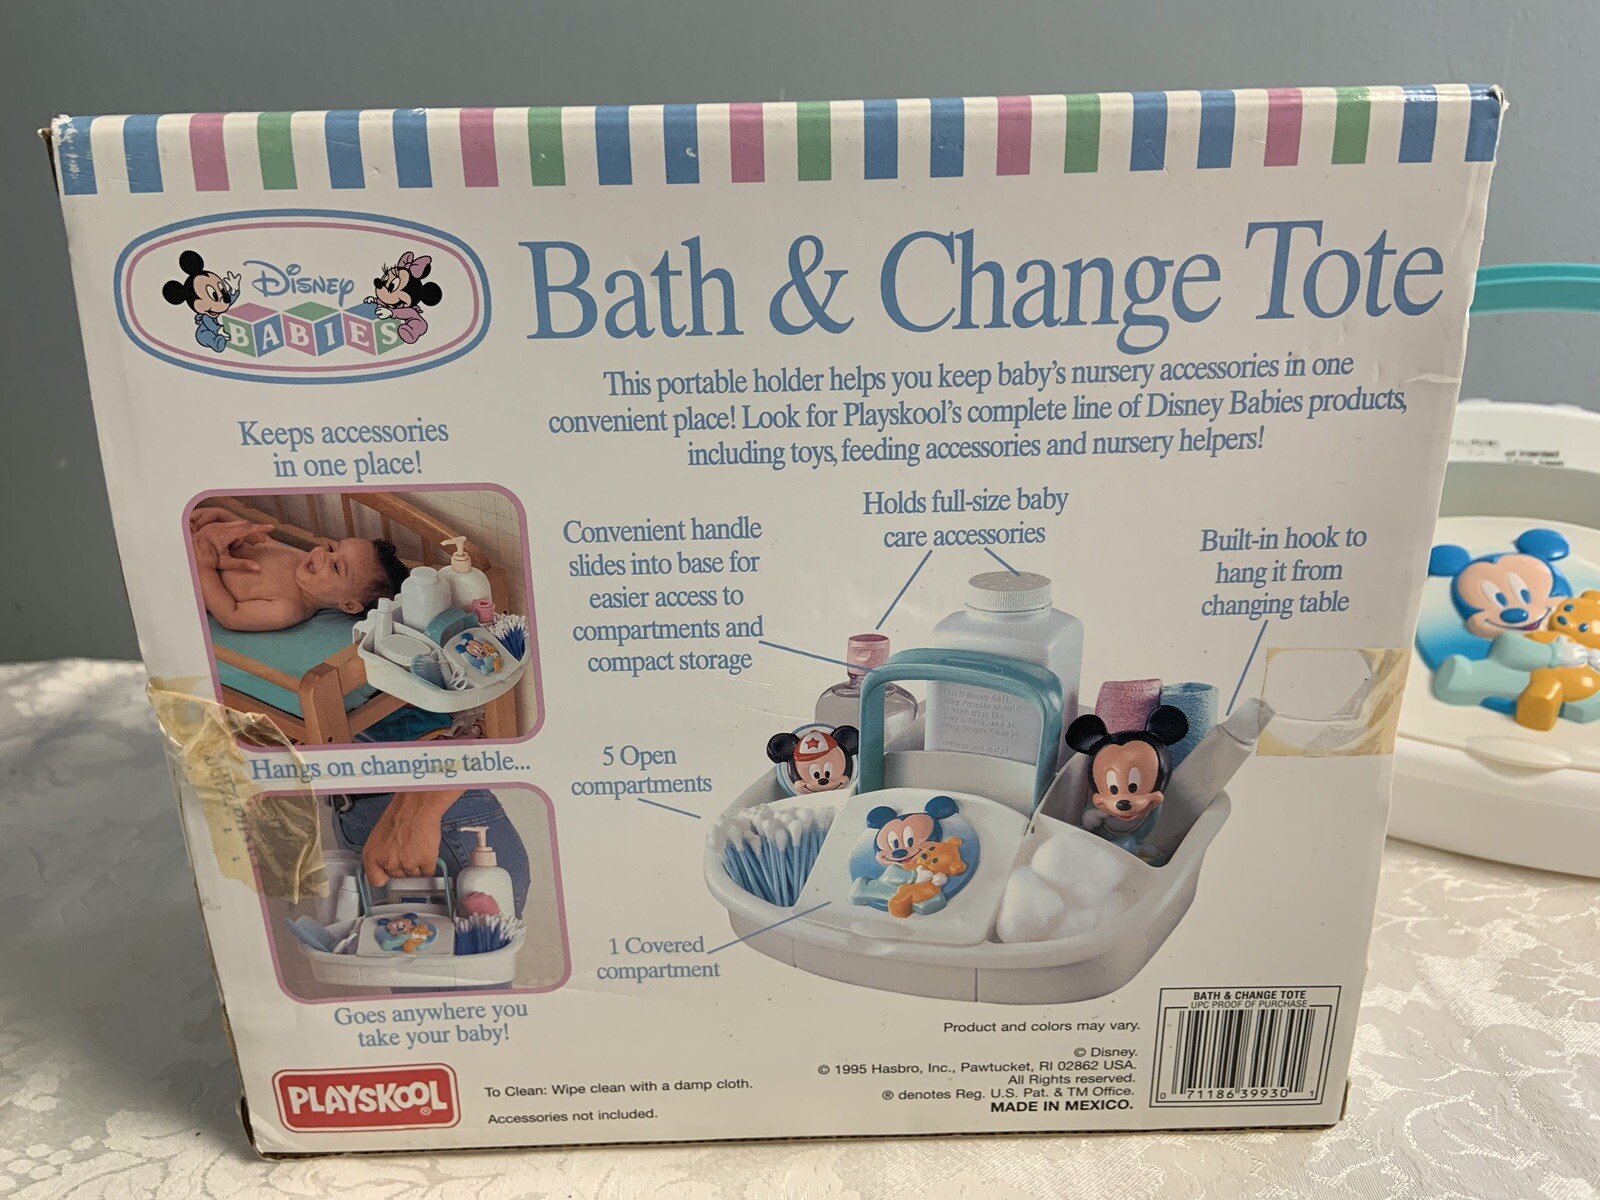 Disney
BABIES
Bath & Change Tote
This portable holder helps you keep baby's nursery accessories in one
convenient place! Look for Playskool's complete line of Disney Babies products,
including toys, feeding accessories and nursery helpers!
Keeps accessories
in one place!
Hangs on changing table...
Goes anywhere you
take your baby!
Convenient handle
slides into base for
easier access to
compartments and
compact storage
Holds full-size baby
care accessories
Built-in hook to
hang it from
changing table
5 Open
compartments
1 Covered
compartment
PLAYSKOOL®
To Clean: Wipe clean with a damp cloth.
Accessories not included.
Product and colors may vary.
© Disney.
© 1995 Hasbro, Inc., Pawtucket, RI 02862 USA.
All Rights reserved.
® denotes Reg. U.S. Pat. & TM Office.
MADE IN MEXICO.
BATH & CHANGE TOTE
UPC PROOF OF PURCHASE
0 71186 39930 1